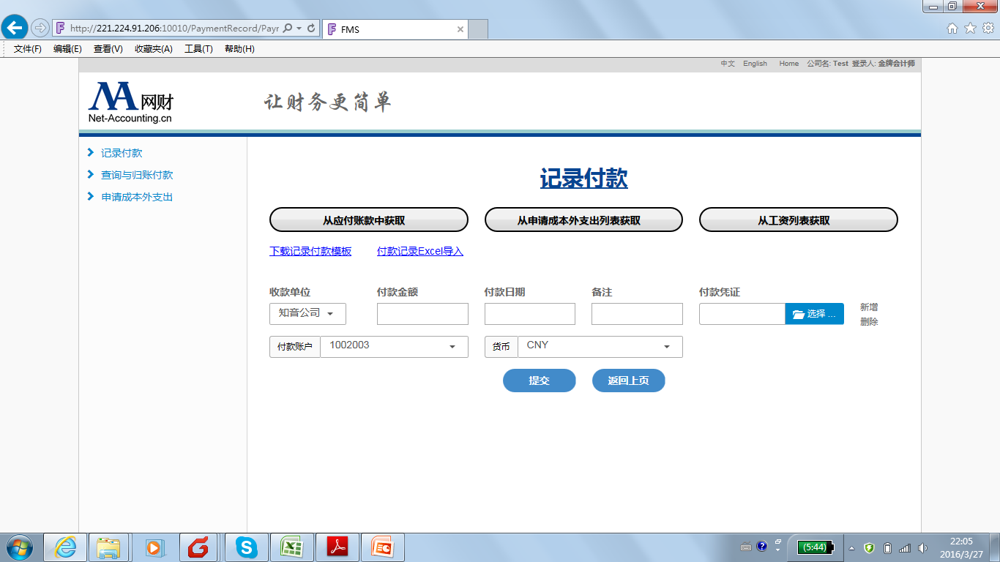 http://221.224.91.206:10010/PaymentRecord/Payr
FMS
文件(F) 编辑(E) 查看(V) 收藏夹(A) 工具(T) 帮助(H)
中文 English Home 公司名: Test 登录人: 金牌会计师
网财
Net-Accounting.cn
让财务更简单
记录付款
查询与归账付款
申请成本外支出
记录付款
从应付账款中获取 从申请成本外支出列表获取 从工资列表获取
下载记录付款模板 付款记录Excel导入
收款单位 付款金额 付款日期 备注 付款凭证
知音公司 选择 ... 新增
删除
付款账户 1002003 货币 CNY
提交 返回上页
(5:44)
22:05
2016/3/27